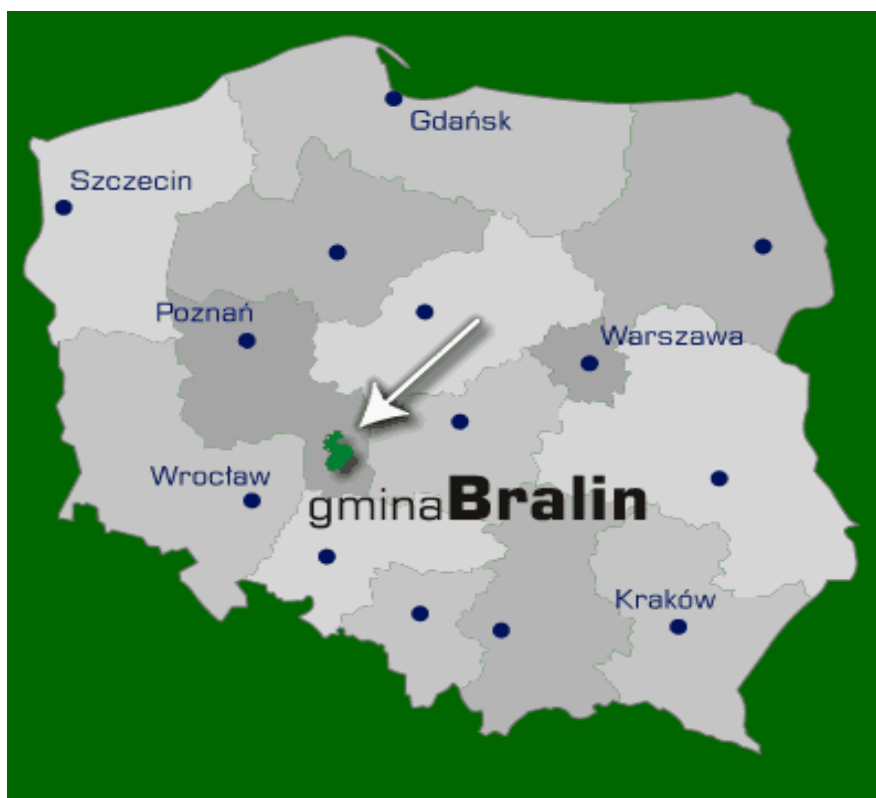 Gdańsk
Szczecin
Poznań
Warszawa
Wrocław
gminaBralin
Kraków